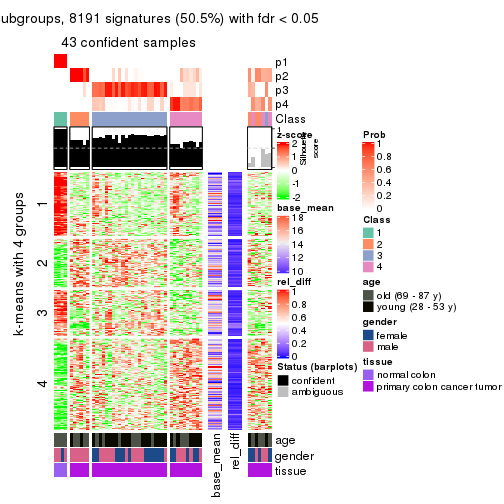 ubgroups, 8191 signatures (50.5%) with fdr < 0.05
43 confident samples
p1
p2
p3
p4
Class
1
Silhouette
score
k-means with 4 groups
1
2
3
4
base_mean
rel_diff
age
gender
tissue
z-score
2
1
0
-1
-2
base_mean
18
16
14
12
10
rel_diff
1
0.8
0.6
0.4
0.2
0
Status (barplots)
confident
ambiguous
Prob
1
0.8
0.6
0.4
0.2
0
Class
1
2
3
4
age
old (69 - 87 y)
young (28 - 53 y)
gender
female
male
tissue
normal colon
primary colon cancer tumor